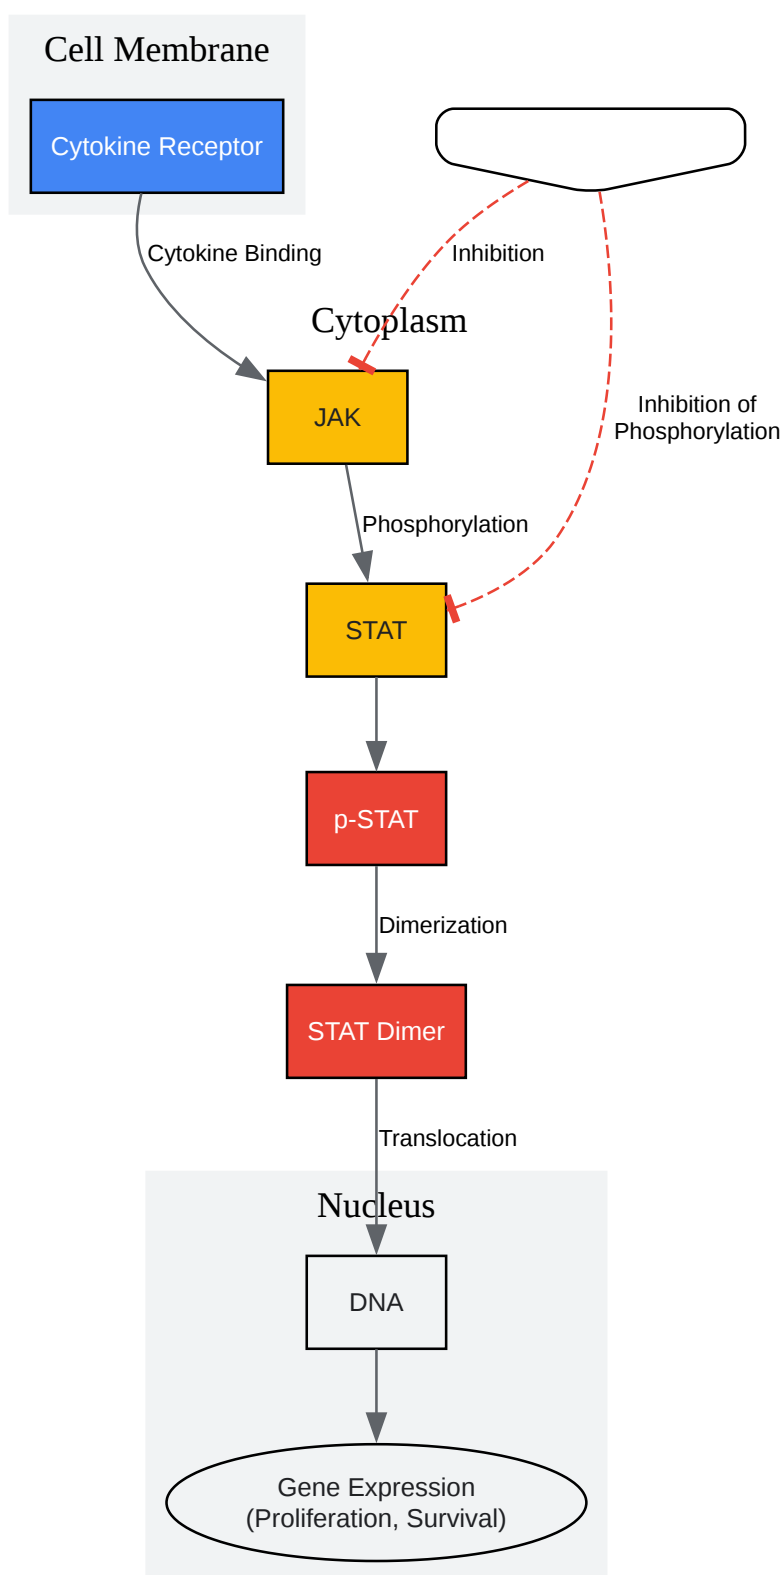 Cell Membrane
Cytokine Receptor
Cytokine Binding
Inhibition
Cytoplasm
JAK
Inhibition of
Phosphorylation
Phosphorylation
STAT
p-STAT
Dimerization
STAT Dimer
Translocation
Nucleus
DNA
Gene Expression
(Proliferation, Survival)